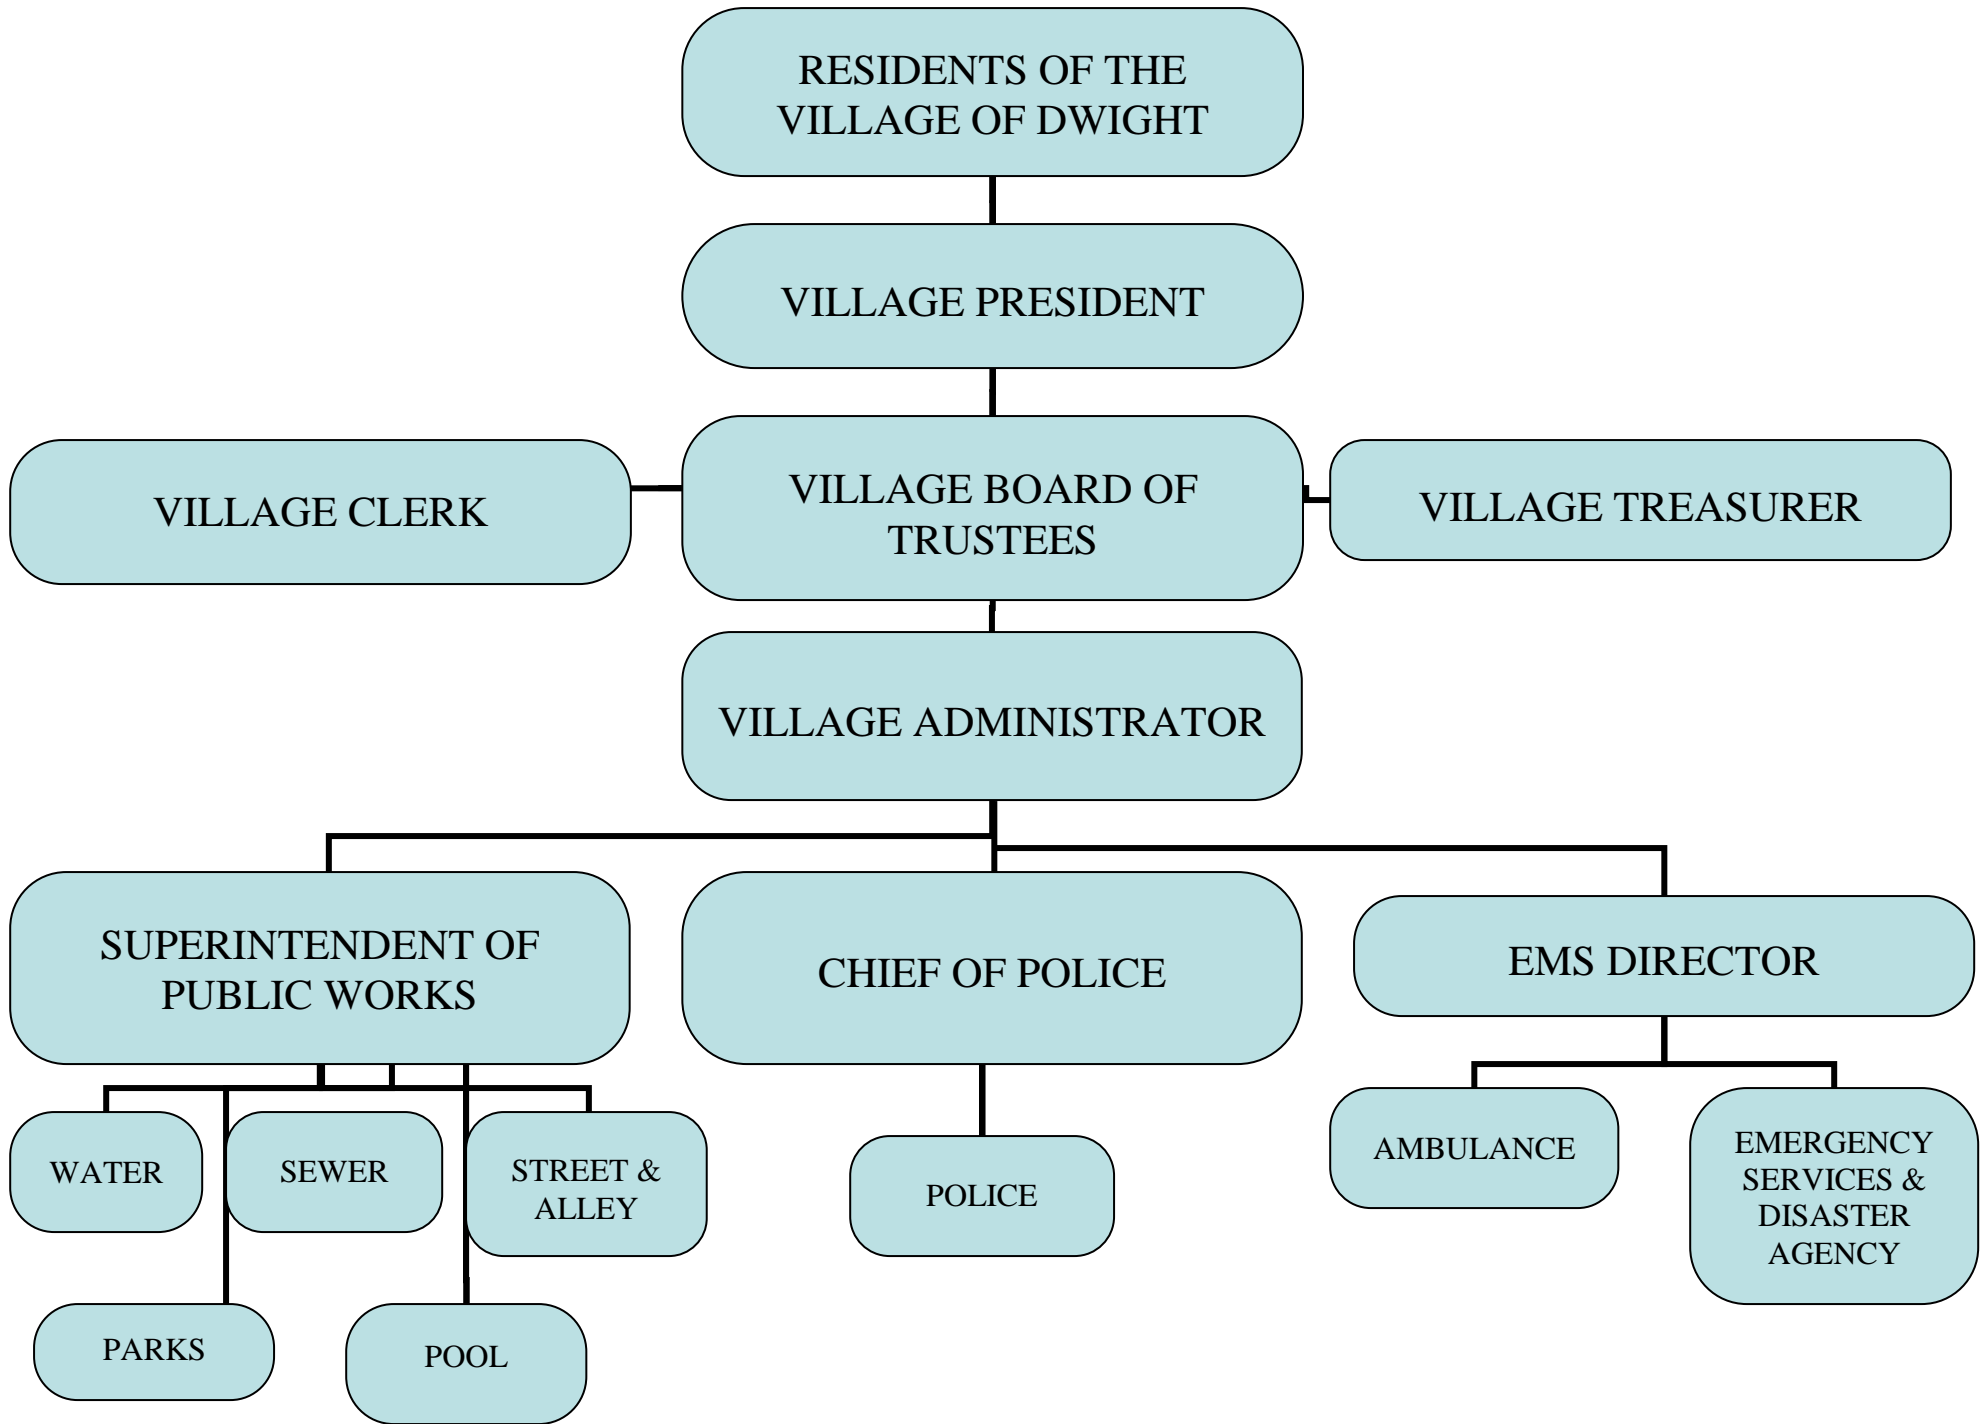 RESIDENTS OF THE
VILLAGE OF DWIGHT
VILLAGE PRESIDENT
VILLAGE CLERK
VILLAGE BOARD OF
TRUSTEES
VILLAGE TREASURER
VILLAGE ADMINISTRATOR
SUPERINTENDENT OF
PUBLIC WORKS
CHIEF OF POLICE
EMS DIRECTOR
WATER
SEWER
STREET &
ALLEY
POLICE
AMBULANCE
EMERGENCY
SERVICES &
DISASTER
AGENCY
PARKS
POOL